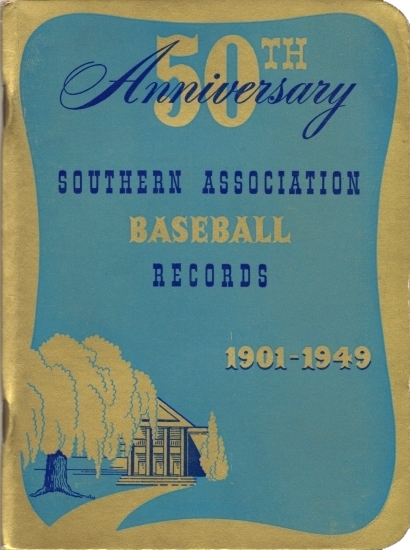 50TH
Anniversary
SOUTHERN ASSOCIATION
BASEBALL
RECORDS
1901-1949